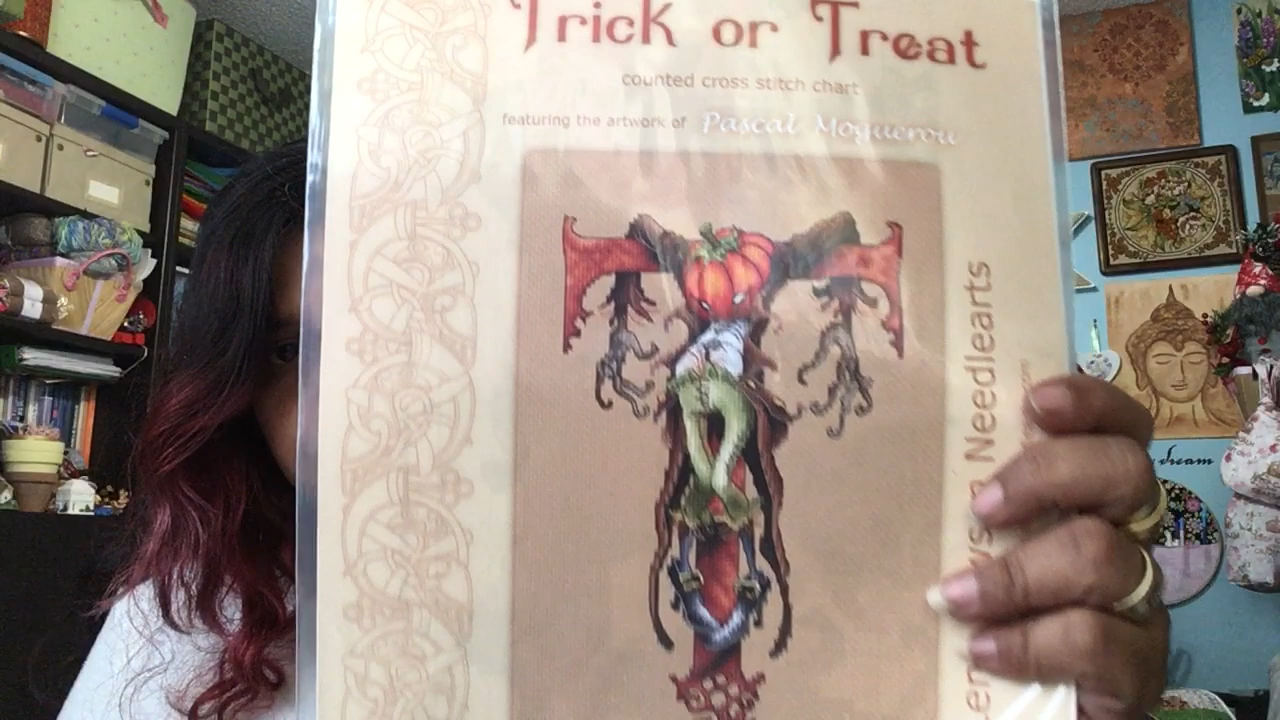 Trick or Treat
counted cross stitch chart
featuring the artwork of Pascal Moguerou
Needlearts
dream